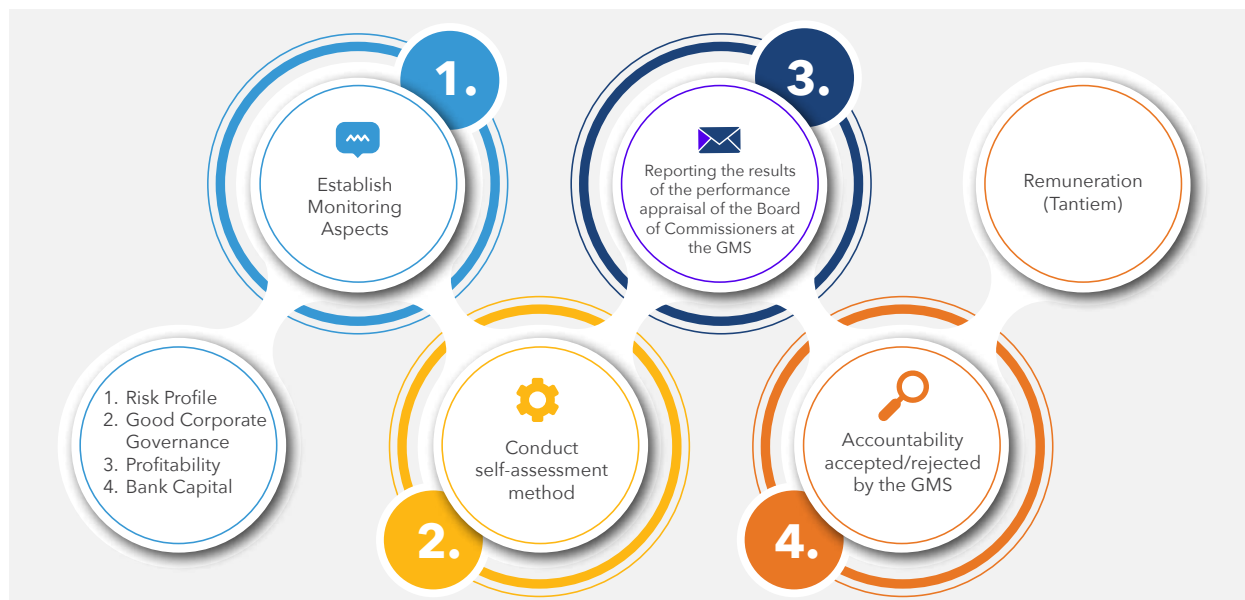 1. Risk Profile
2. Good Corporate
Governance
3. Profitability
4. Bank Capital
1.
Establish
Monitoring
Aspects
2.
Conduct
self-assessment
method
3.
Reporting the results
of the performance
appraisal of the Board
of Commissioners at
the GMS
4.
Accountability
accepted/rejected
by the GMS
Remuneration
(Tantiem)